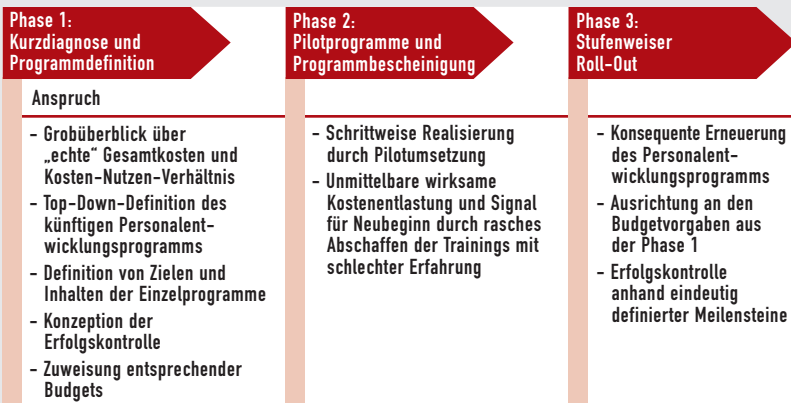 Phase 1:
Kurzdiagnose und
Programmdefinition
Anspruch
– Grobüberblick über
„echte“ Gesamtkosten und
Kosten-Nutzen-Verhältnis
– Top-Down-Definition des
künftigen Personalent-
wicklungsprogramms
– Definition von Zielen und
Inhalten der Einzelprogramme
– Konzeption der
Erfolgskontrolle
– Zuweisung entsprechender
Budgets
Phase 2:
Pilotprogramme und
Programmbescheinigung
– Schrittweise Realisierung
durch Pilotumsetzung
– Unmittelbare wirksame
Kostenentlastung und Signal
für Neubeginn durch rasches
Abschaffen der Trainings mit
schlechter Erfahrung
Phase 3:
Stufenweiser
Roll-Out
– Konsequente Erneuerung
des Personalent-
wicklungsprogramms
– Ausrichtung an den
Budgetvorgaben aus
der Phase 1
– Erfolgskontrolle
anhand eindeutig
definierter Meilensteine